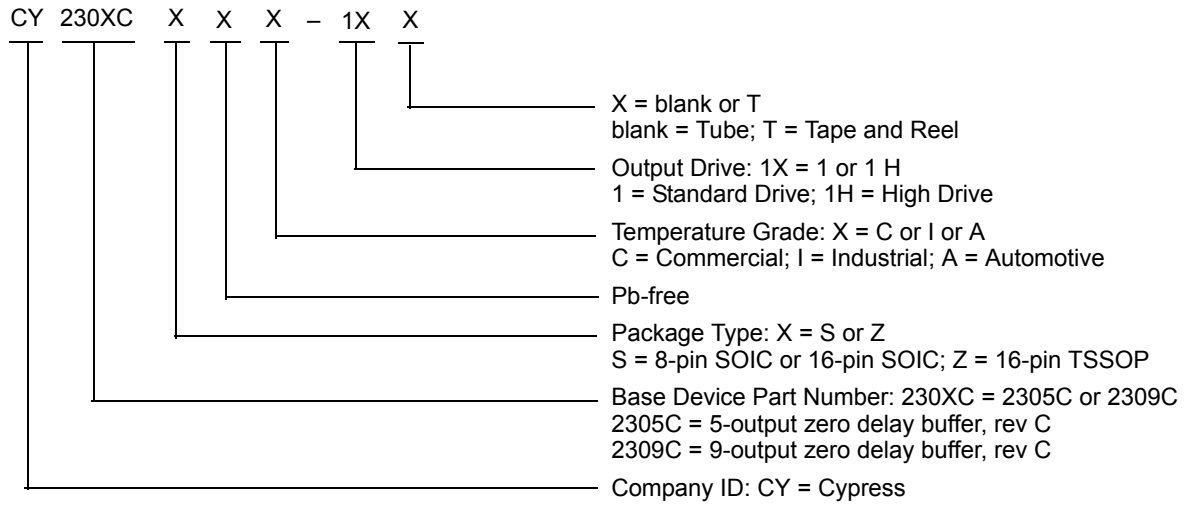 CY 230XC X X X – 1X X
X = blank or T
blank = Tube; T = Tape and Reel
Output Drive: 1X = 1 or 1 H
1 = Standard Drive; 1H = High Drive
Temperature Grade: X = C or I or A
C = Commercial; I = Industrial; A = Automotive
Pb-free
Package Type: X = S or Z
S = 8-pin SOIC or 16-pin SOIC; Z = 16-pin TSSOP
Base Device Part Number: 230XC = 2305C or 2309C
2305C = 5-output zero delay buffer, rev C
2309C = 9-output zero delay buffer, rev C
Company ID: CY = Cypress